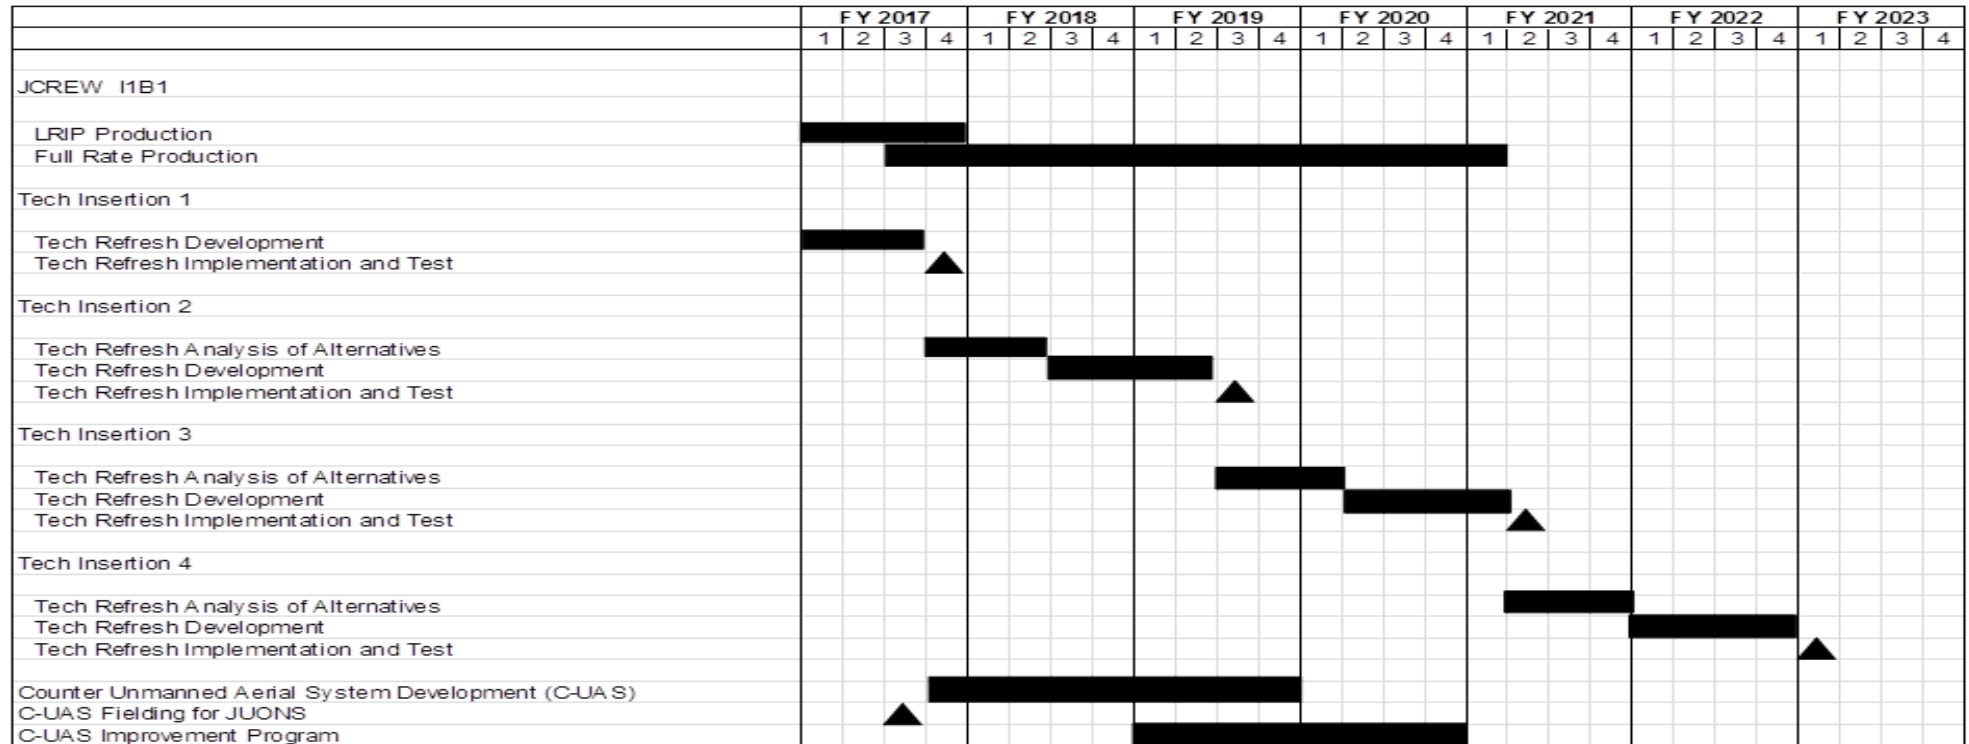 FY 2017 FY 2018 FY 2019 FY 2020 FY 2021 FY 2022 FY 2023
1 2 3 4 1 2 3 4 1 2 3 4 1 2 3 4 1 2 3 4 1 2 3 4 1 2 3 4
JCREW I1B1
LRIP Production
Full Rate Production
Tech Insertion 1
Tech Refresh Development
Tech Refresh Implementation and Test
Tech Insertion 2
Tech Refresh Analysis of Alternatives
Tech Refresh Development
Tech Refresh Implementation and Test
Tech Insertion 3
Tech Refresh Analysis of Alternatives
Tech Refresh Development
Tech Refresh Implementation and Test
Tech Insertion 4
Tech Refresh Analysis of Alternatives
Tech Refresh Development
Tech Refresh Implementation and Test
Counter Unmanned Aerial System Development (C-UAS)
C-UAS Fielding for JUONS
C-UAS Improvement Program